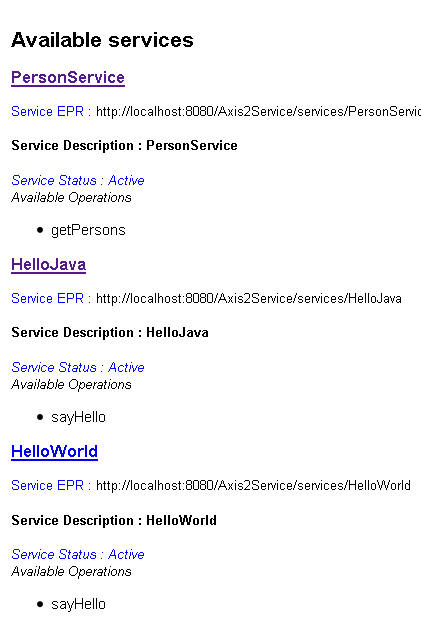 Available services
PersonService
Service EPR : http://localhost:8080/Axis2Service/services/PersonServic
Service Description : PersonService
Service Status : Active
Available Operations
getPersons
HelloJava
Service EPR : http://localhost:8080/Axis2Service/services/HelloJava
Service Description : HelloJava
Service Status : Active
Available Operations
sayHello
HelloWorld
Service EPR : http://localhost:8080/Axis2Service/services/HelloWorld
Service Description : HelloWorld
Service Status : Active
Available Operations
sayHello